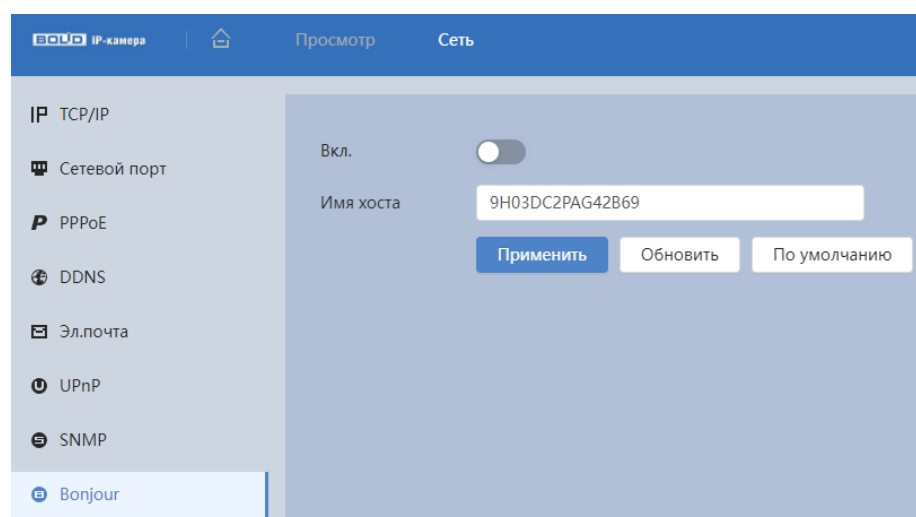 BOLID IP-камера Просмотр Сеть
TCP/IP
Сетевой порт
PPPoE
DDNS
Эл.почта
UPnP
SNMP
Bonjour
Вкл.
Имя хоста 9H03DC2PAG42B69
Применить Обновить По умолчанию